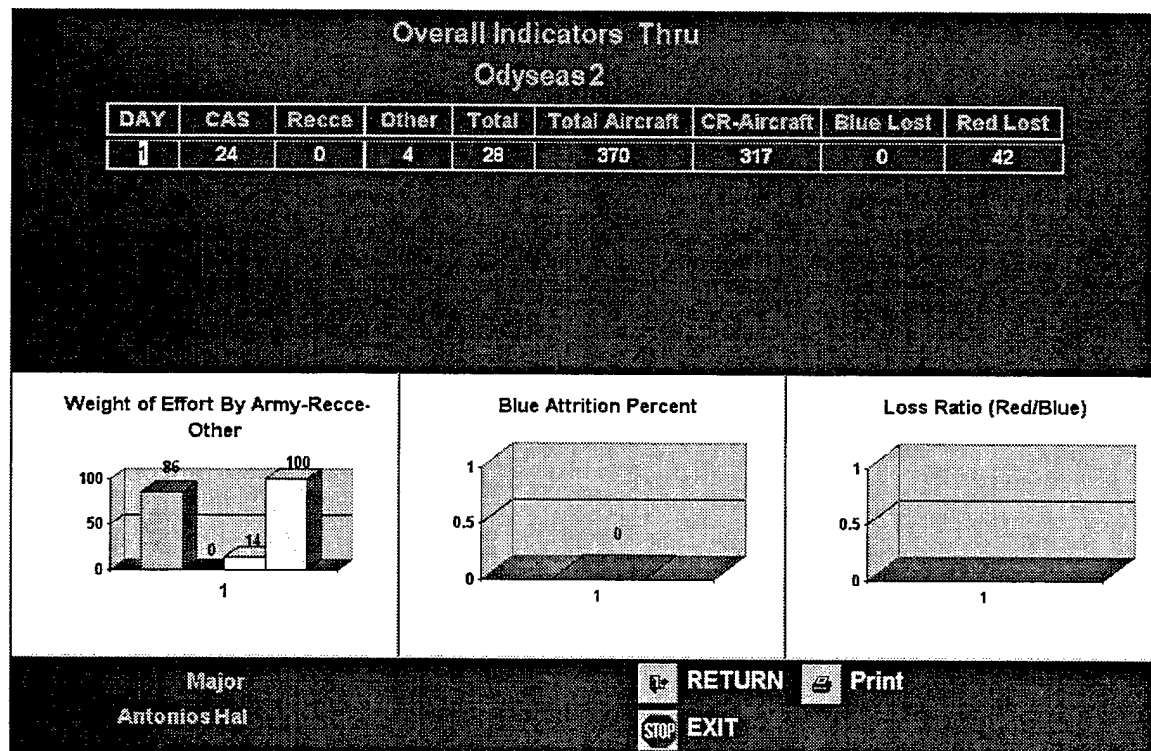 Overall Indicators Thru
Odyseas 2
DAY CAS Recce Other Total Total Aircraft CR-Aircraft Blue Lost Red Lost
1 24 0 4 28 370 317 0 42
Weight of Effort By Army-Recce-
Other
100
50
0
86
0
14
100
1
Blue Attrition Percent
1
0.5
0
0
1
Loss Ratio (Red/Blue)
1
0.5
0
1
Major
Antonios Hal
RETURN
Print
STOP
EXIT